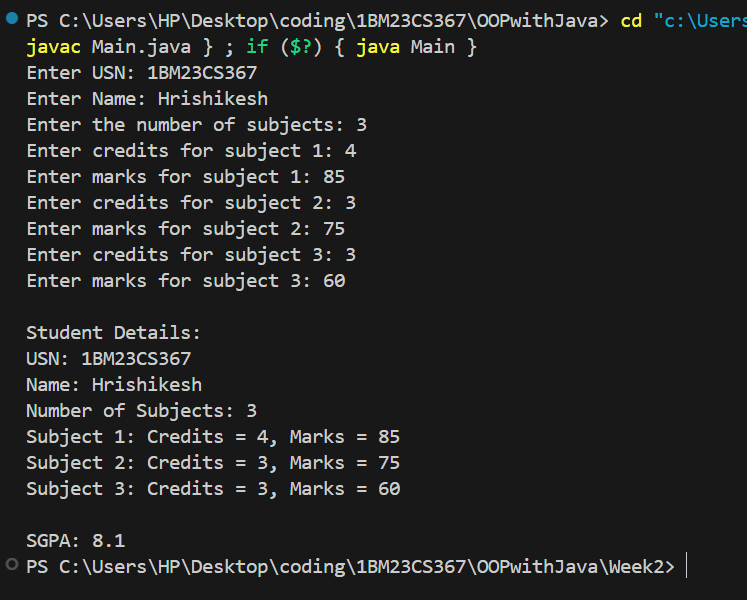 PS C:\Users\HP\Desktop\coding\1BM23CS367\OOPwithJava> cd "c:\Users
javac Main.java } ; if ($?) { java Main }
Enter USN: 1BM23CS367
Enter Name: Hrishikesh
Enter the number of subjects: 3
Enter credits for subject 1: 4
Enter marks for subject 1: 85
Enter credits for subject 2: 3
Enter marks for subject 2: 75
Enter credits for subject 3: 3
Enter marks for subject 3: 60
Student Details:
USN: 1BM23CS367
Name: Hrishikesh
Number of Subjects: 3
Subject 1: Credits = 4, Marks = 85
Subject 2: Credits = 3, Marks = 75
Subject 3: Credits = 3, Marks = 60
SGPA: 8.1
PS C:\Users\HP\Desktop\coding\1BM23CS367\OOPwithJava\Week2>